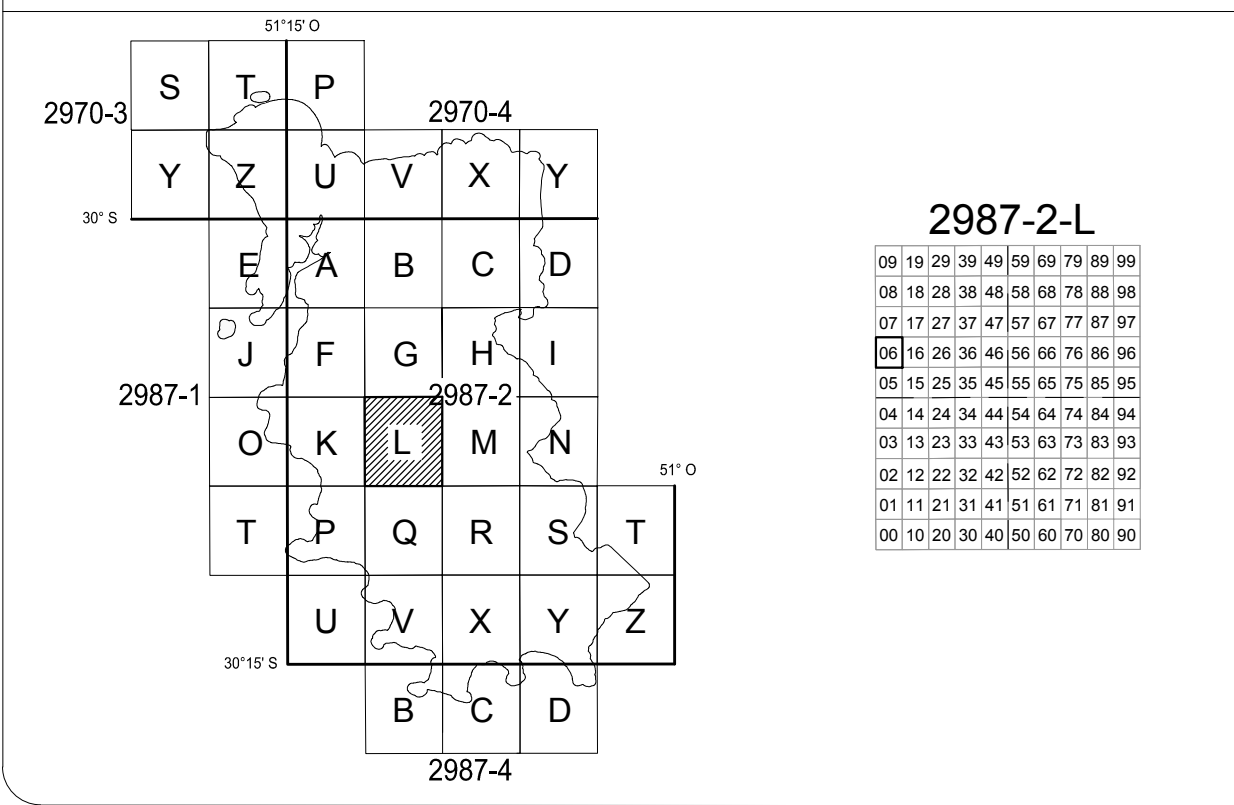 51°15' O
S T P
2970-3
2970-4
Y Z U V X Y
30° S
E A B C D
J F G H I
2987-1
2987-2
O K L M N
51° O
T P Q R S T
U V X Y Z
30°15' S
B C D
2987-4
2987-2-L
09 19 29 39 49 59 69 79 89 99
08 18 28 38 48 58 68 78 88 98
07 17 27 37 47 57 67 77 87 97
06 16 26 36 46 56 66 76 86 96
05 15 25 35 45 55 65 75 85 95
04 14 24 34 44 54 64 74 84 94
03 13 23 33 43 53 63 73 83 93
02 12 22 32 42 52 62 72 82 92
01 11 21 31 41 51 61 71 81 91
00 10 20 30 40 50 60 70 80 90